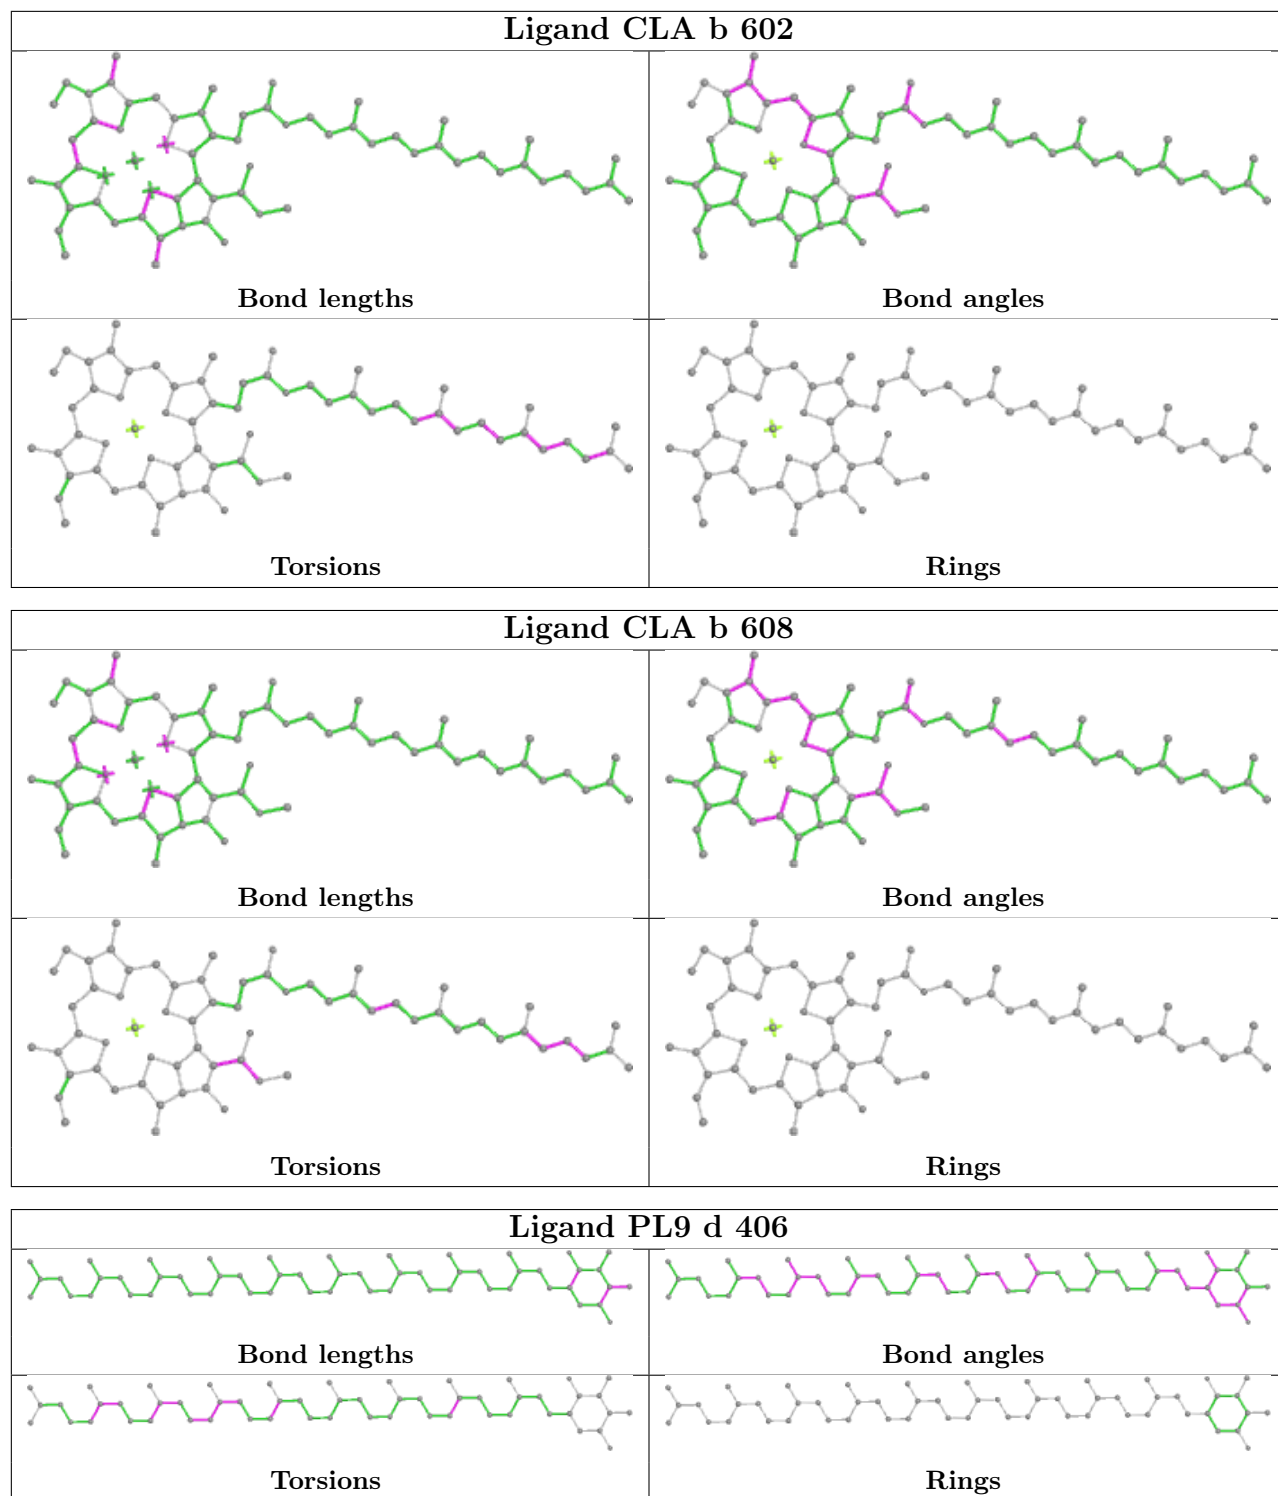 Ligand CLA b 602
Bond lengths
Bond angles
Torsions
Rings
Ligand CLA b 608
Bond lengths
Bond angles
Torsions
Rings
Ligand PL9 d 406
Bond lengths
Bond angles
Torsions
Rings